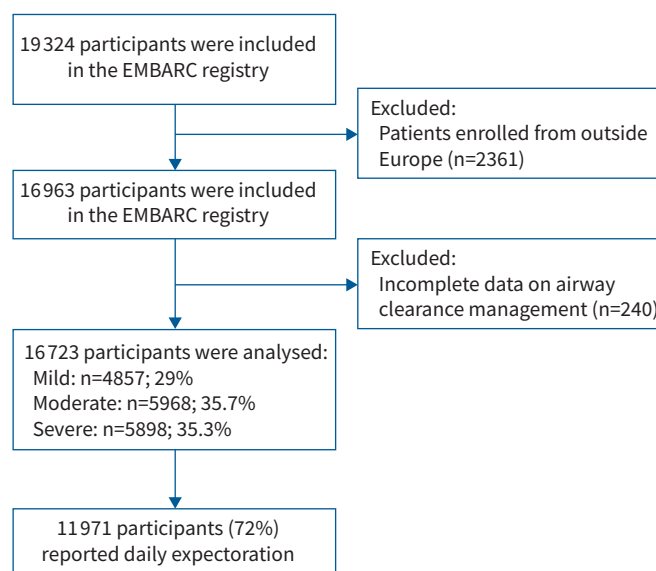 19324 participants were included
in the EMBARC registry
Excluded:
Patients enrolled from outside
Europe (n=2361)
16963 participants were included
in the EMBARC registry
Excluded:
Incomplete data on airway
clearance management (n=240)
16723 participants were analysed:
Mild: n=4857; 29%
Moderate: n=5968; 35.7%
Severe: n=5898; 35.3%
11971 participants (72%)
reported daily expectoration